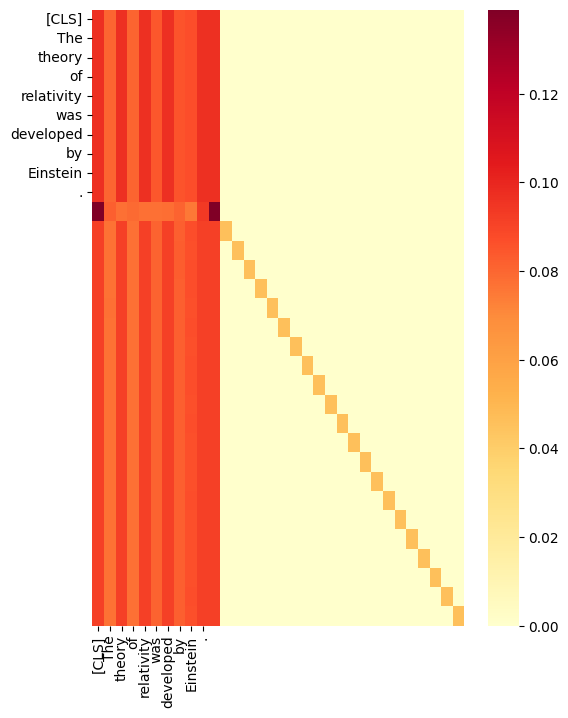 [CLS]
The
theory
of
relativity
was
developed
by
Einstein
.
0.12
0.10
0.08
0.06
0.04
0.02
0.00
[CLS]
The
theory
of
relativity
was
developed
by
Einstein
.